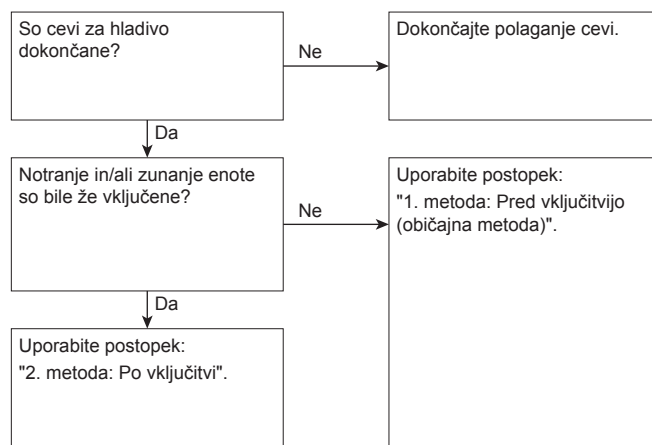 So cevi za hladivo
dokončane?
Ne
Dokončajte polaganje cevi.
Da
Notranje in/ali zunanje enote
so bile že vključene?
Ne
Uporabite postopek:
"1. metoda: Pred vključitvijo
(običajna metoda)".
Da
Uporabite postopek:
"2. metoda: Po vključitvi".